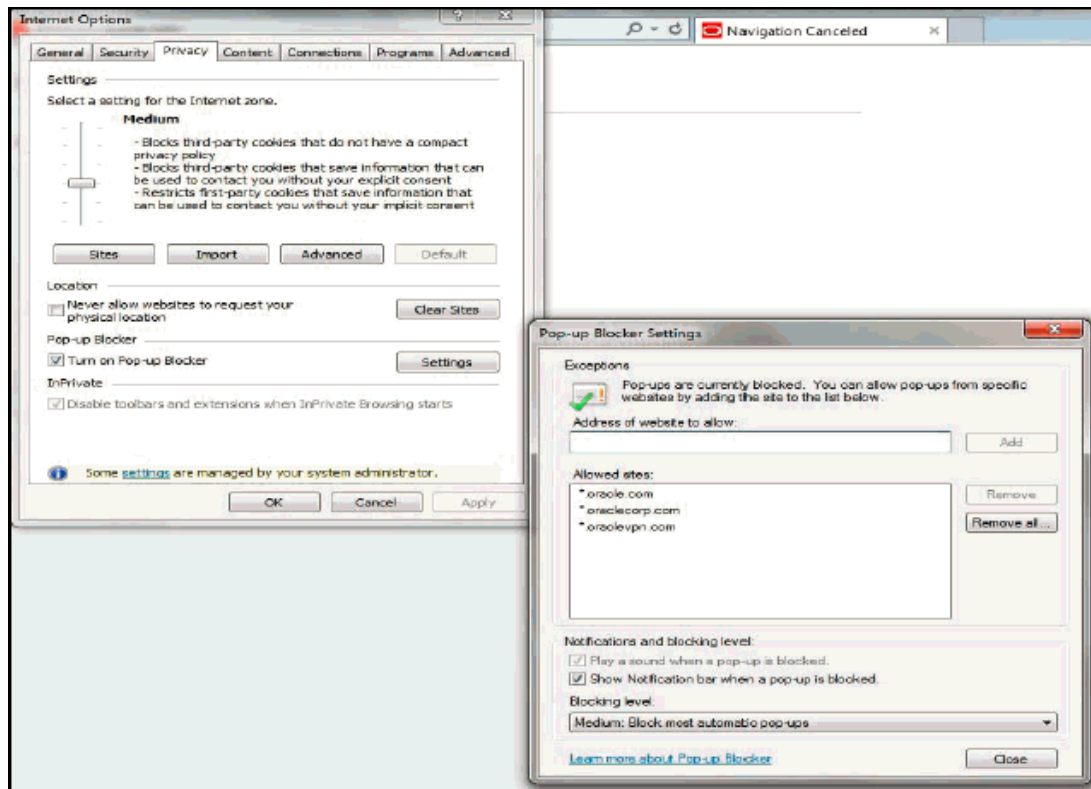 Internet Options
Navigation Canceled
General Security Privacy Content Connections Programs Advanced
Settings
Select a setting for the Internet zone.
Medium
- Blocks third-party cookies that do not have a compact
privacy policy
- Blocks third-party cookies that save information that can
be used to contact you without your explicit consent
- Restricts first-party cookies that save information that
can be used to contact you without your implicit consent
Sites Import Advanced Default
Location
Never allow websites to request your
physical location
Clear Sites
Pop-up Blocker
Turn on Pop-up Blocker
Settings
InPrivate
Disable toolbars and extensions when InPrivate Browsing starts
Some settings are managed by your system administrator.
OK Cancel Apply
Pop-up Blocker Settings
Exceptions
Pop-ups are currently blocked. You can allow pop-ups from specific
websites by adding the site to the list below.
Address of website to allow:
Add
Allowed sites:
*.oracle.com
*.oraclecorp.com
*.oraclevpn.com
Remove
Remove all...
Notifications and blocking level:
Play a sound when a pop-up is blocked.
Show Notification bar when a pop-up is blocked.
Blocking level:
Medium: Block most automatic pop-ups
Learn more about Pop-up Blocker
Close